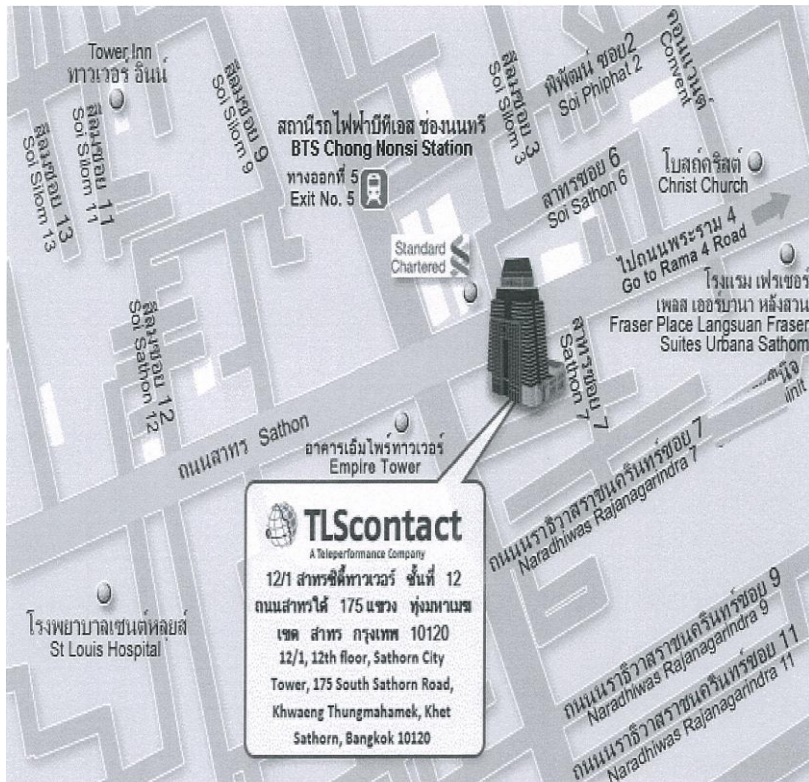 Tower Inn
ทาวเวอร์ อินน์
สีลมซอย 13
Soi Silom 13
สีลมซอย 11
Soi Silom 11
สีลมซอย 9
Soi Silom 9
สถานีรถไฟฟ้าบีทีเอส ช่องนนทรี
BTS Chong Nonsi Station
ทางออกที่ 5
Exit No. 5
สีลมซอย 3
Soi Silom 3
พิพัฒน์ ซอย2
Soi Phiphat 2
คอนแวนต์
Convent
สาทรซอย 6
Soi Sathon 6
โบสถ์คริสต์
Christ Church
Standard
Chartered
ไปถนนพระราม 4
Go to Rama 4 Road
โรงแรม เฟรเซอร์
เพลส เออร์บานา หลังสวน
Fraser Place Langsuan Fraser
Suites Urbana Sathorn
สีลมซอย 12
Soi Sathon 12
สาทรซอย 7
Sathon 7
ถนนสาทร Sathon
อาคารเอ็มไพร์ทาวเวอร์
Empire Tower
ถนนนราธิวาสราชนครินทร์ซอย 7
Naradhiwas Rajanagarindra 7
TLScontact
A Teleperformance Company
12/1 สาทรซิตี้ทาวเวอร์ ชั้นที่ 12
ถนนสาทรใต้ 175 แขวง ทุ่งมหาเมฆ
เขต สาทร กรุงเทพ 10120
12/1, 12th floor, Sathorn City
Tower, 175 South Sathorn Road,
Khwaeng Thungmahamek, Khet
Sathorn, Bangkok 10120
โรงพยาบาลเซนต์หลุยส์
St Louis Hospital
ถนนนราธิวาสราชนครินทร์ซอย 9
Naradhiwas Rajanagarindra 9
ถนนนราธิวาสราชนครินทร์ซอย 11
Naradhiwas Rajanagarindra 11